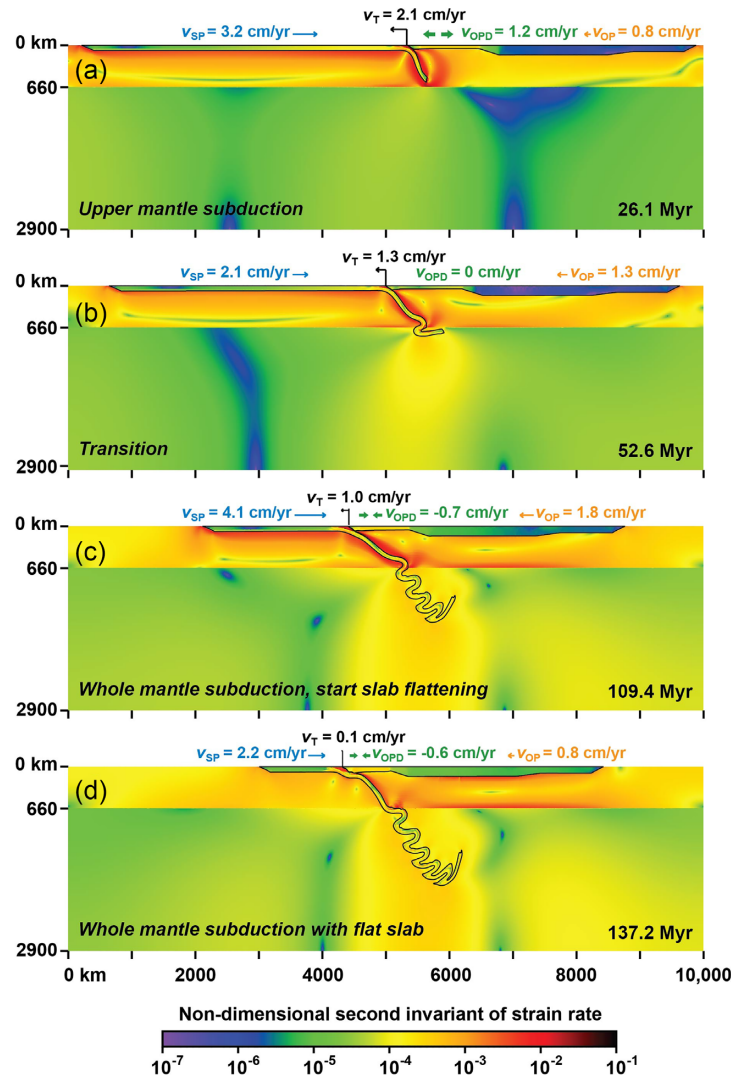 v_T = 2.1 cm/yr
v_SP = 3.2 cm/yr → ← → v_OPD = 1.2 cm/yr ← v_OP = 0.8 cm/yr
0 km
(a)
660
Upper mantle subduction 26.1 Myr
2900
v_T = 1.3 cm/yr
v_SP = 2.1 cm/yr → v_OPD = 0 cm/yr ← v_OP = 1.3 cm/yr
0 km
(b)
660
Transition 52.6 Myr
2900
v_T = 1.0 cm/yr
v_SP = 4.1 cm/yr → → ← v_OPD = -0.7 cm/yr ← v_OP = 1.8 cm/yr
0 km
(c)
660
Whole mantle subduction, start slab flattening 109.4 Myr
2900
v_T = 0.1 cm/yr
v_SP = 2.2 cm/yr → → ← v_OPD = -0.6 cm/yr ← v_OP = 0.8 cm/yr
0 km
(d)
660
Whole mantle subduction with flat slab 137.2 Myr
2900
0 km 2000 4000 6000 8000 10,000
Non-dimensional second invariant of strain rate
10^-7 10^-6 10^-5 10^-4 10^-3 10^-2 10^-1